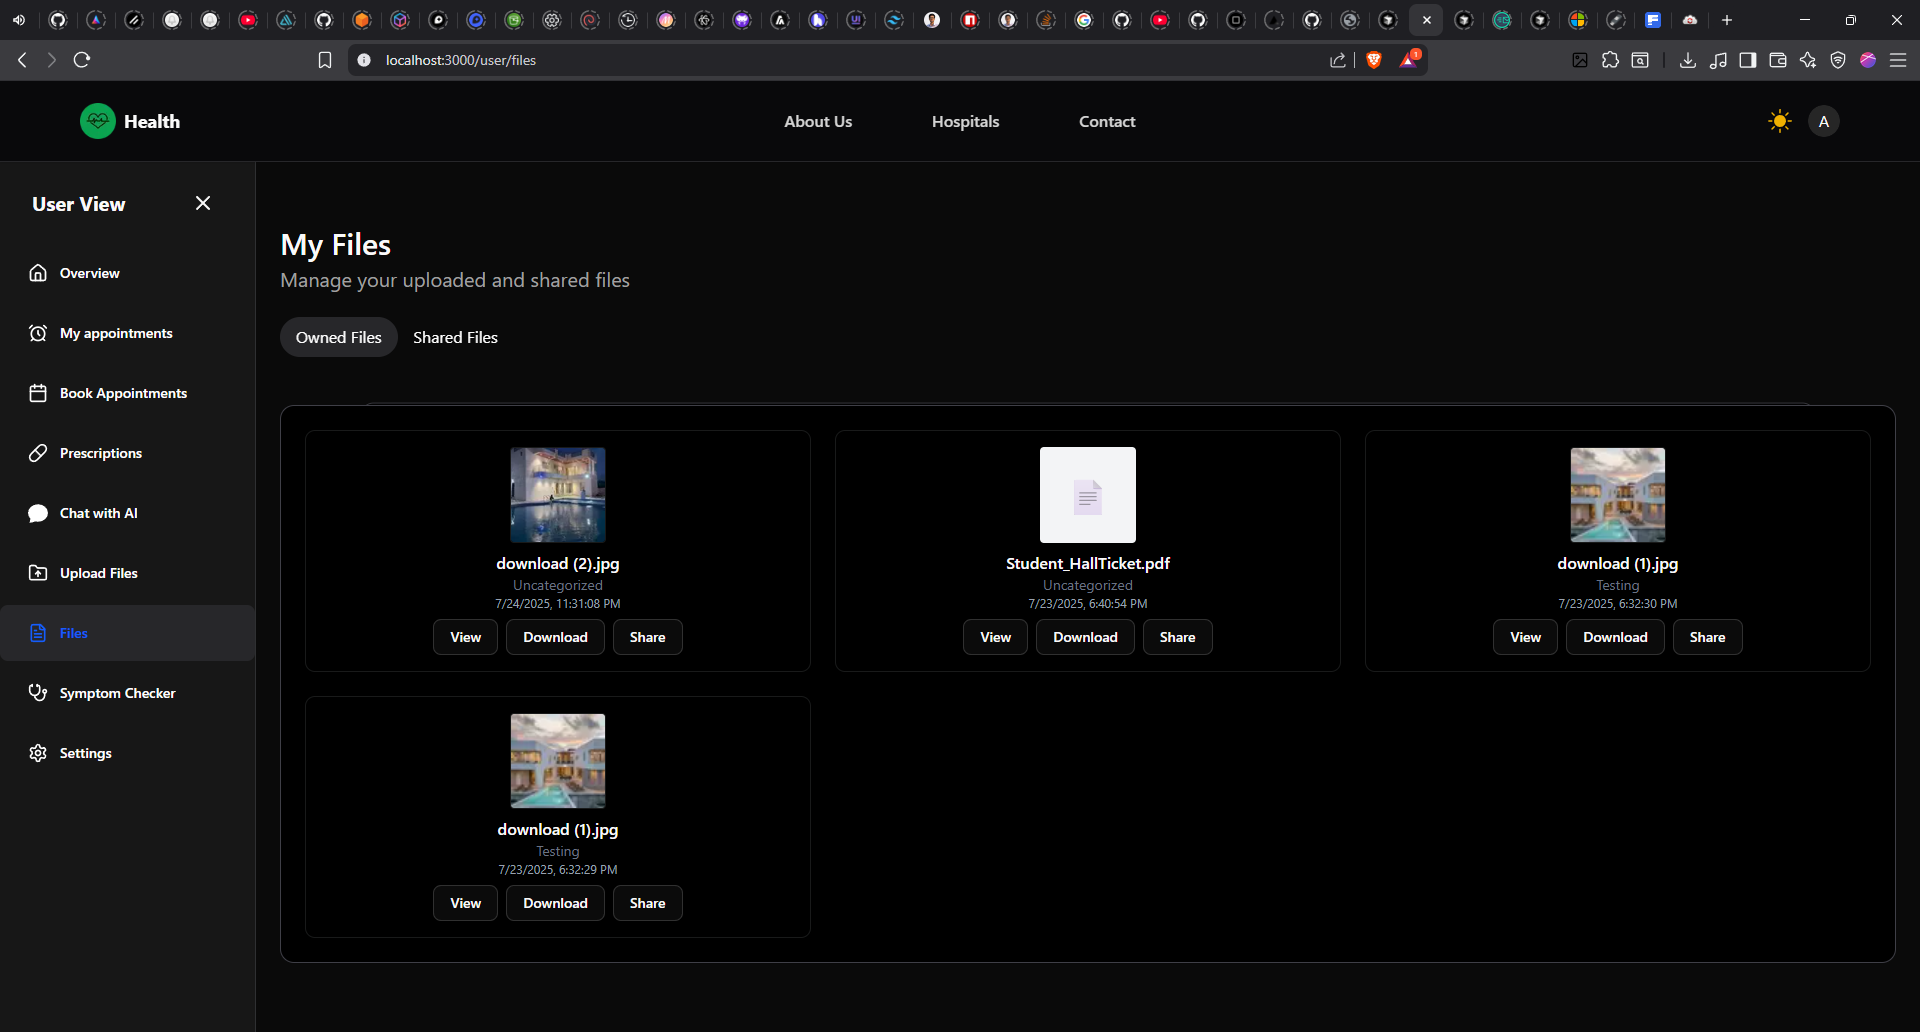 localhost:3000/user/files
1
Health
About Us
Hospitals
Contact
A
User View
Overview
My appointments
Book Appointments
Prescriptions
Chat with AI
Upload Files
Files
Symptom Checker
Settings
My Files
Manage your uploaded and shared files
Owned Files
Shared Files
download (2).jpg
Uncategorized
7/24/2025, 11:31:08 PM
View
Download
Share
Student_HallTicket.pdf
Uncategorized
7/23/2025, 6:40:54 PM
View
Download
Share
download (1).jpg
Testing
7/23/2025, 6:32:30 PM
View
Download
Share
download (1).jpg
Testing
7/23/2025, 6:32:29 PM
View
Download
Share